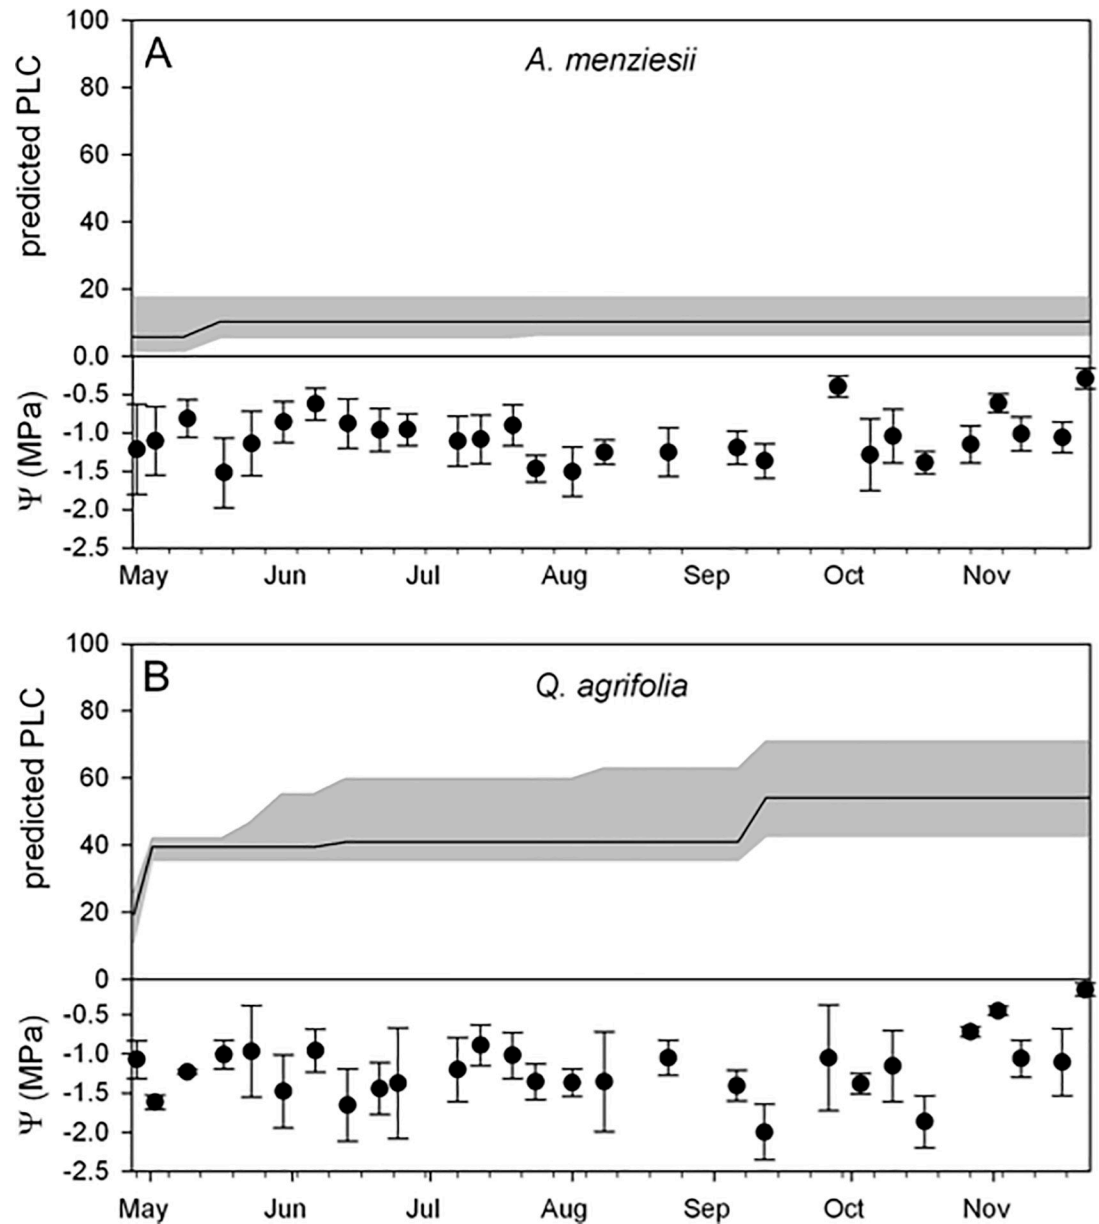 A
A. menziesii
predicted PLC
100
80
60
40
20
0.0
-0.5
-1.0
-1.5
-2.0
-2.5
Ψ (MPa)
May Jun Jul Aug Sep Oct Nov
B
Q. agrifolia
predicted PLC
100
80
60
40
20
0
-0.5
-1.0
-1.5
-2.0
-2.5
Ψ (MPa)
May Jun Jul Aug Sep Oct Nov